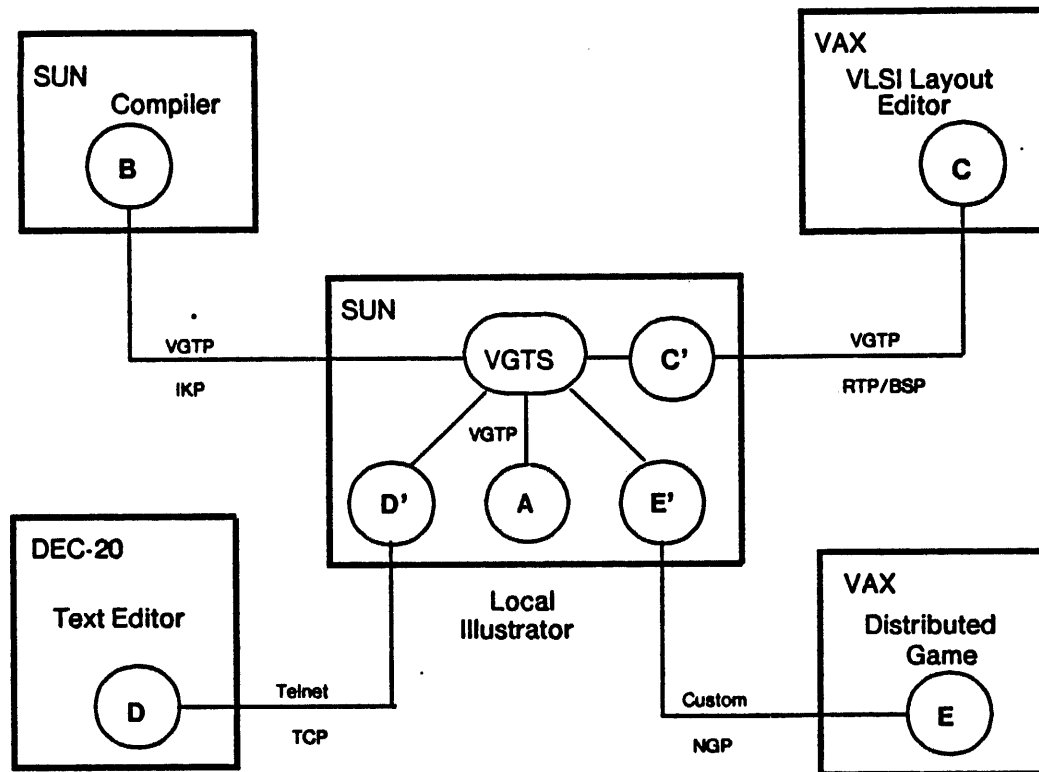 SUN
Compiler
B
VAX
VLSI Layout
Editor
C
SUN
VGTS
C'
VGTP
IKP
VGTP
RTP/BSP
VGTP
D'
A
E'
DEC-20
Text Editor
D
Telnet
TCP
Local
Illustrator
Custom
NGP
VAX
Distributed
Game
E